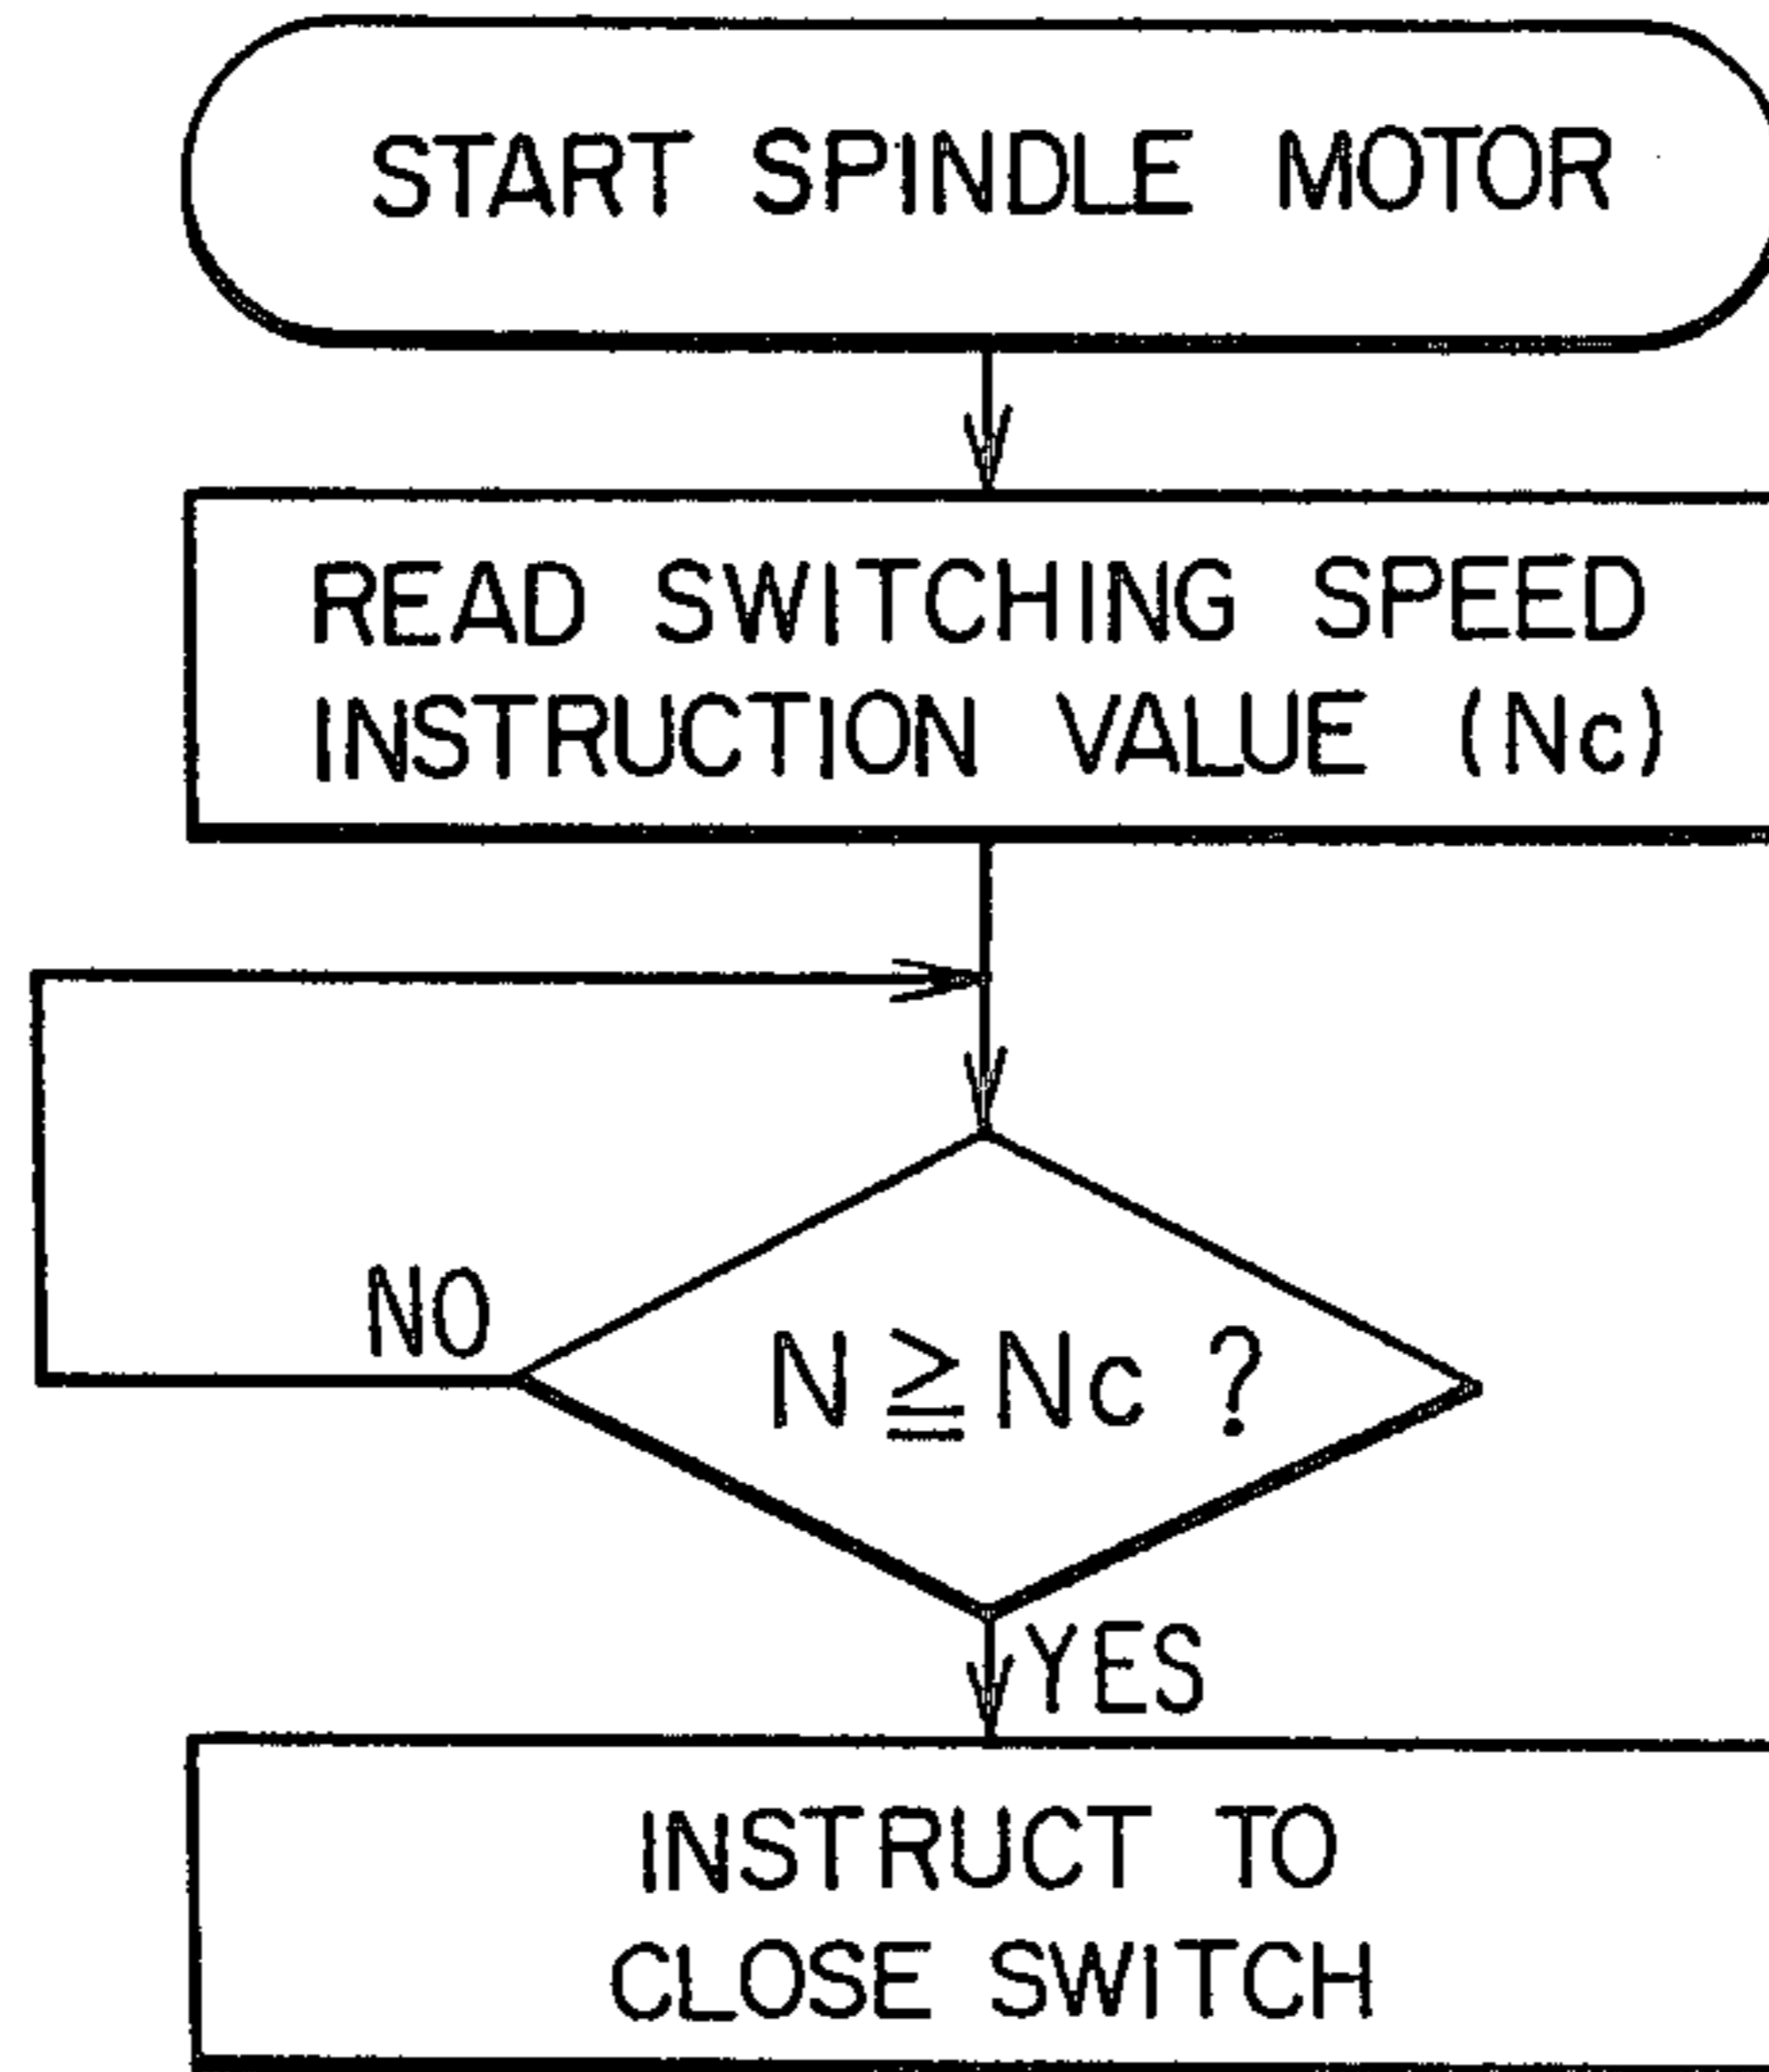 START SPINDLE MOTOR
READ SWITCHING SPEED
INSTRUCTION VALUE (Nc)
NO
N ≧ Nc ?
YES
INSTRUCT TO
CLOSE SWITCH